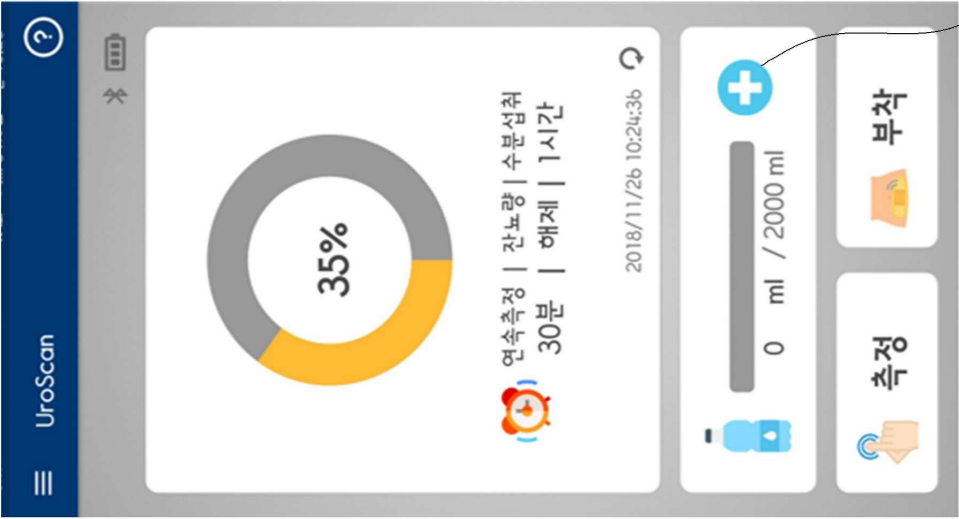 UroScan
?
35%
연속측정 | 잔뇨량 | 수분섭취
30분 | 해제 | 1시간
2018/11/26 10:24:36
0 ml / 2000 ml
측정
부착